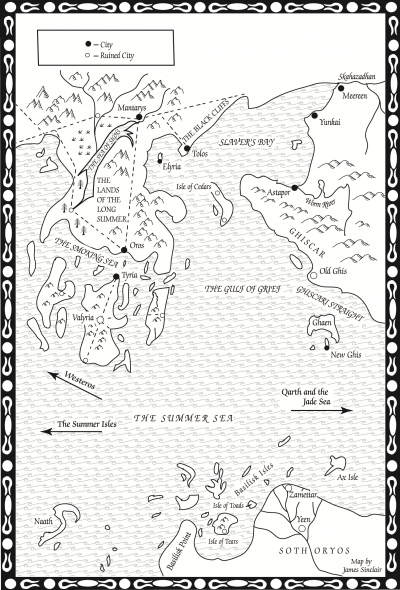 – City
– Ruined City
Skahazadhan
Meereen
Mantarys
THE BLACK CLIFFS
Yunkai
SLAVER'S BAY
Tolos
Elyria
THE SEA OF SIGHS
THE
LANDS
OF THE
LONG
SUMMER
Isle of Cedars
Astapor
Worm River
GHISCAR
Oros
THE SMOKING SEA
Tyria
Old Ghis
THE GULF OF GRIEF
GHISCARI STRAIGHT
Valyria
Ghaen
New Ghis
Westeros
Qarth and the
Jade Sea
THE SUMMER SEA
The Summer Isles
Basilisk Isles
Ax Isle
Zamettar
Isle of Toads
Naath
Yeen
Isle of Tears
Basilisk Point
SOTHORYOS
Map by
James Sinclair